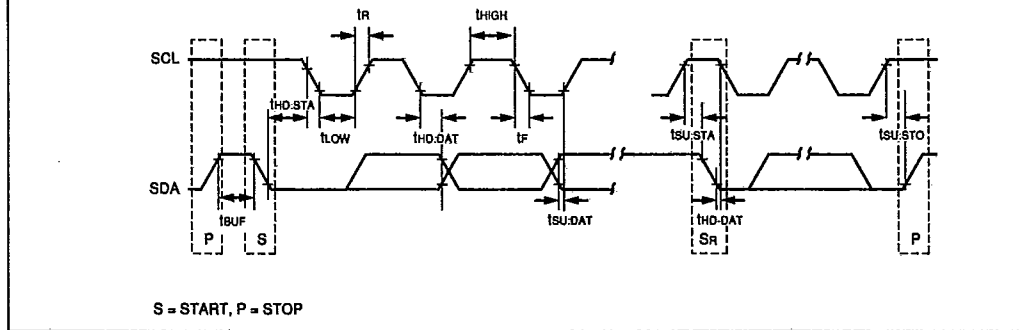 tR
tHIGH
SCL
tHD:STA
tLOW
tHD:DAT
tF
tSU:STA
tSU:STO
SDA
tBUF
tSU:DAT
tHD-DAT
P
S
SR
P
S = START, P = STOP